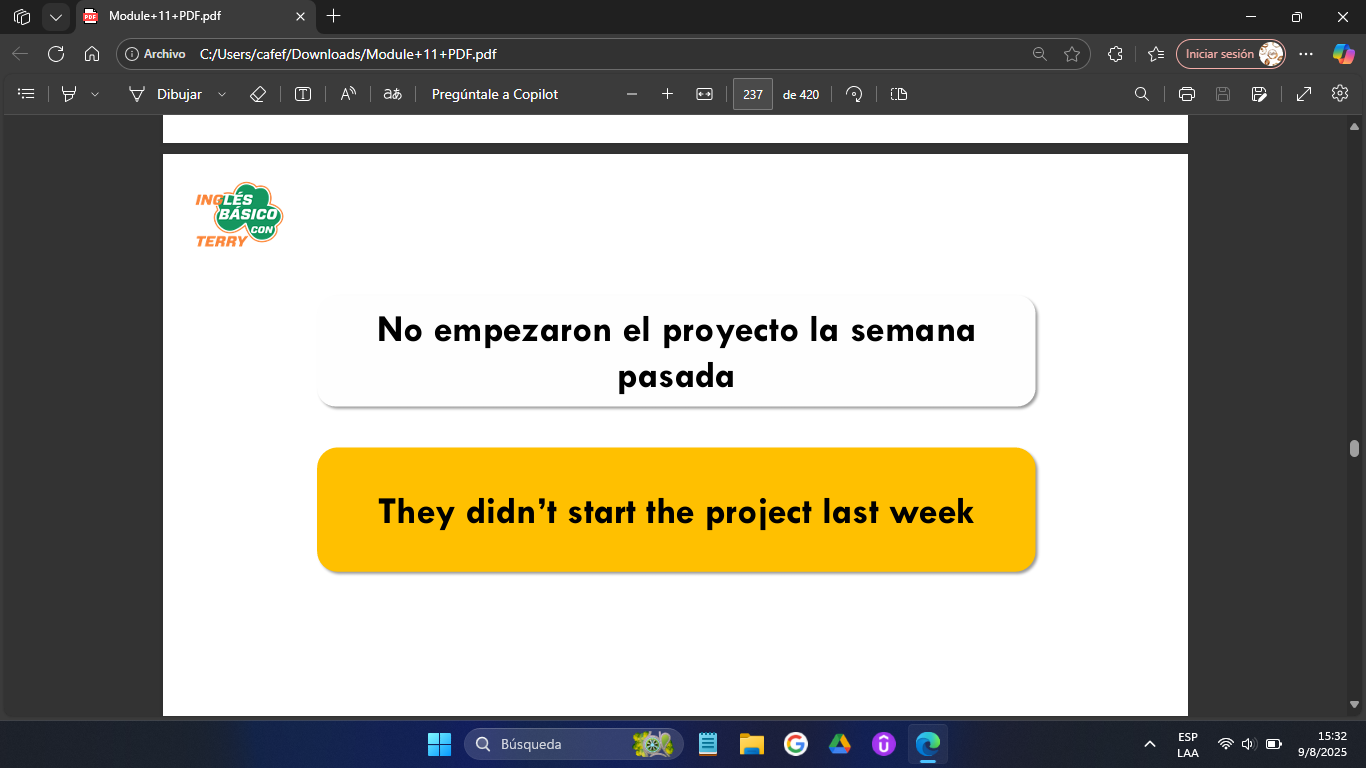 Module+11+PDF.pdf
Archivo
C:/Users/cafef/Downloads/Module+11+PDF.pdf
Iniciar sesión
Dibujar
Pregúntale a Copilot
237
de 420
INGLÉS
BÁSICO
CON
TERRY
No empezaron el proyecto la semana
pasada
They didn’t start the project last week
Búsqueda
ESP
LAA
15:32
9/8/2025